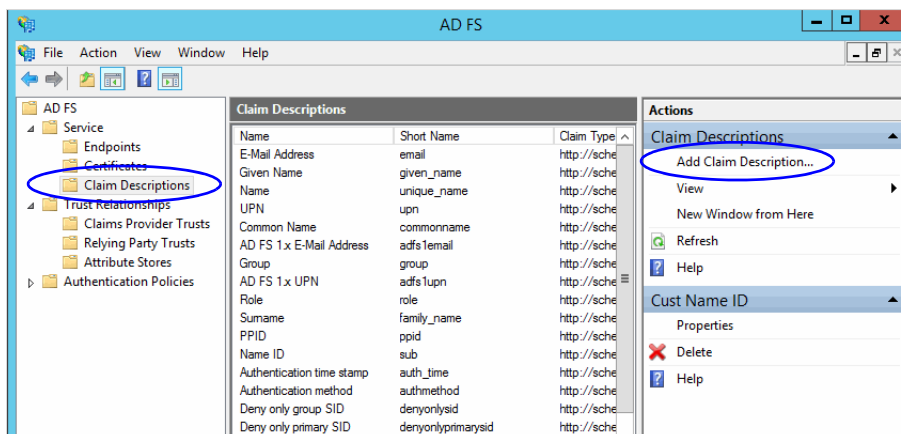 AD FS
File Action View Window Help
AD FS
Service
Endpoints
Certificates
Claim Descriptions
Trust Relationships
Claims Provider Trusts
Relying Party Trusts
Attribute Stores
Authentication Policies
Claim Descriptions
Name Short Name Claim Type
E-Mail Address email http://sche
Given Name given_name http://sche
Name unique_name http://sche
UPN upn http://sche
Common Name commonname http://sche
AD FS 1.x E-Mail Address adfs1email http://sche
Group group http://sche
AD FS 1.x UPN adfs1upn http://sche
Role role http://sche
Surname family_name http://sche
PPID ppid http://sche
Name ID sub http://sche
Authentication time stamp auth_time http://sche
Authentication method authmethod http://sche
Deny only group SID denyonlysid http://sche
Deny only primary SID denyonlyprimarysid http://sche
Actions
Claim Descriptions
Add Claim Description...
View
New Window from Here
Refresh
Help
Cust Name ID
Properties
Delete
Help